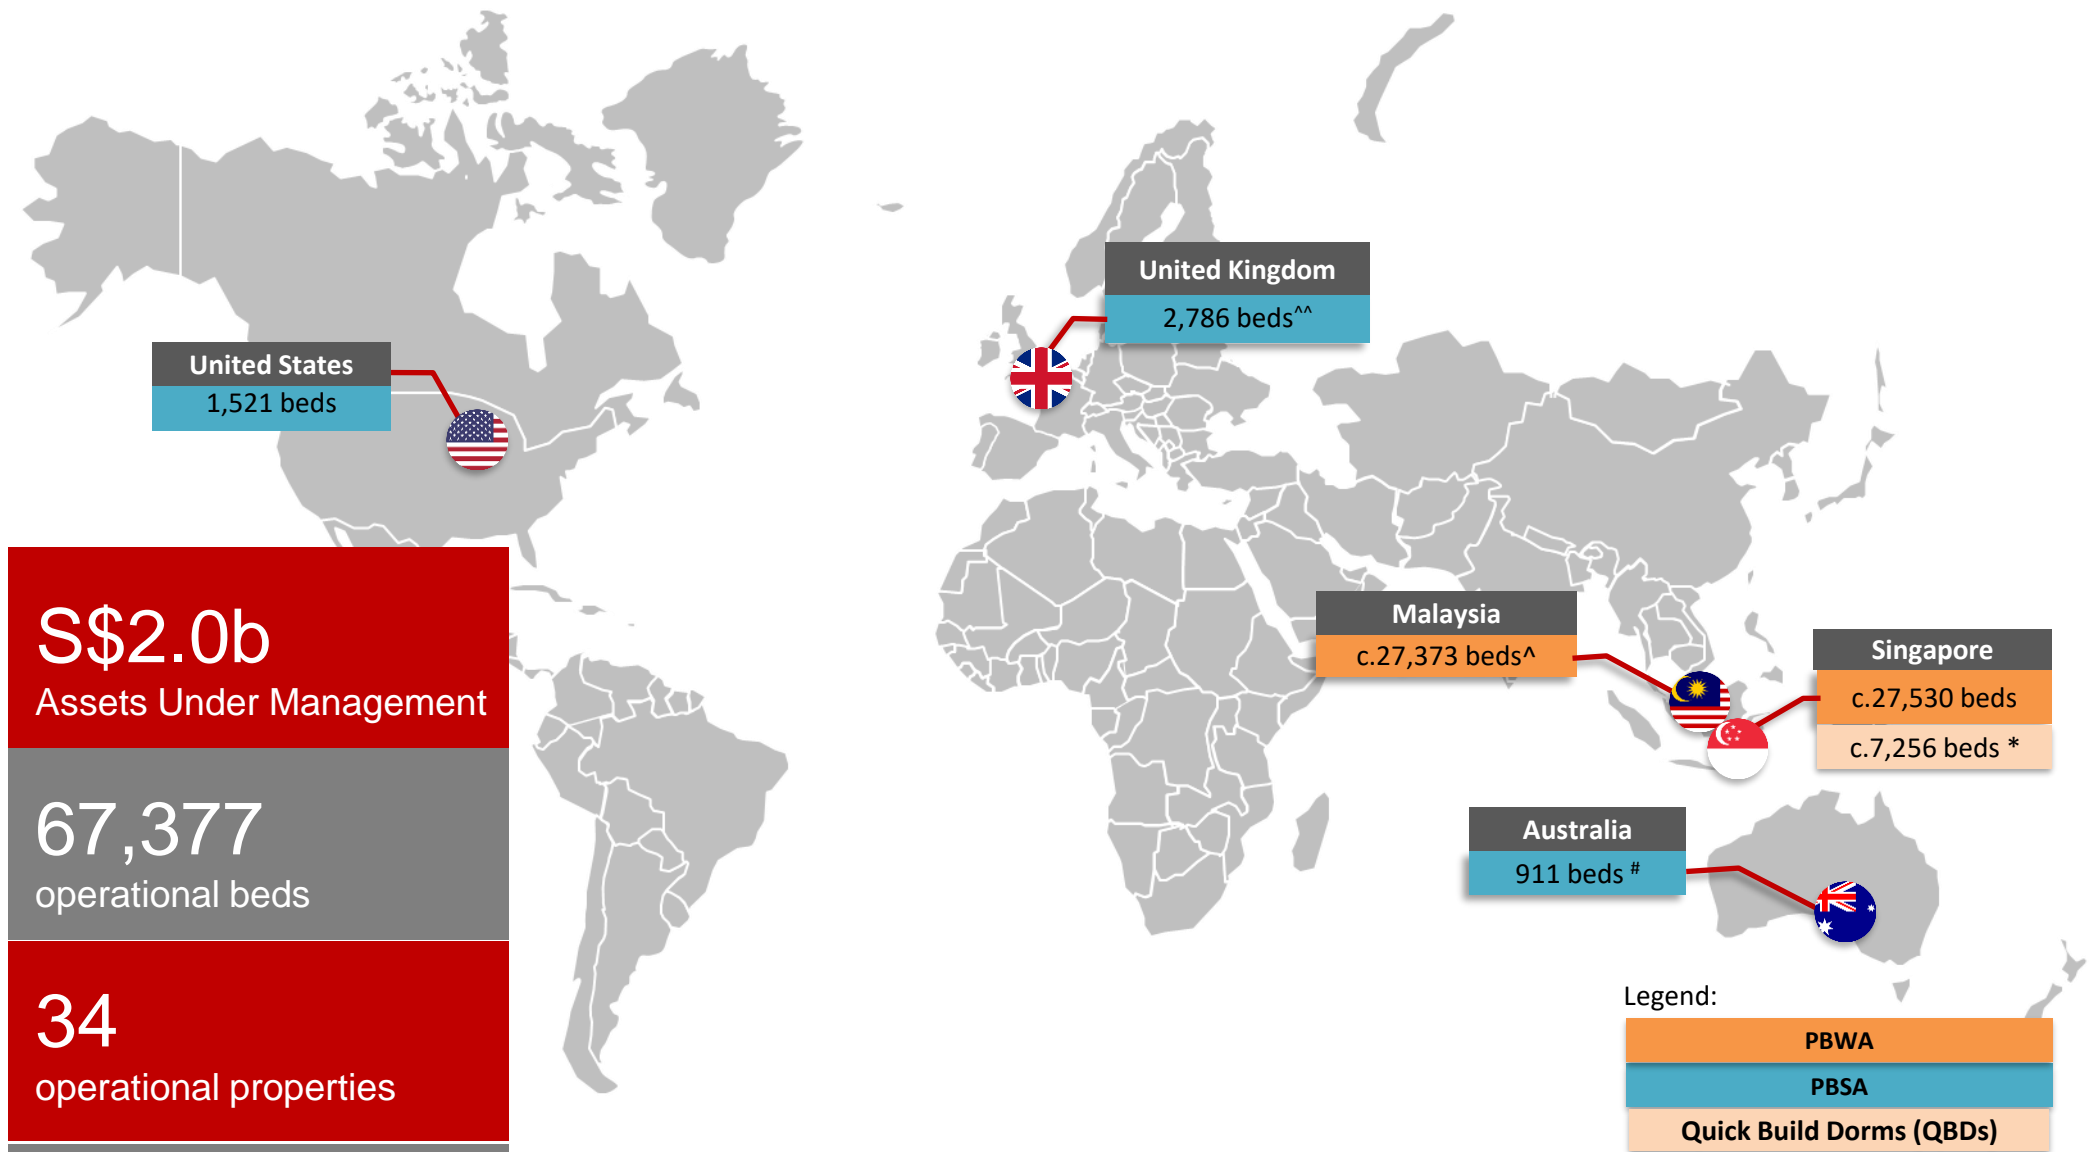 United Kingdom
2,786 beds^^
United States
1,521 beds
S$2.0b
Assets Under Management
67,377
operational beds
34
operational properties
Malaysia
c.27,373 beds^
Singapore
c.27,530 beds
c.7,256 beds *
Australia
911 beds #
Legend:
PBWA
PBSA
Quick Build Dorms (QBDs)